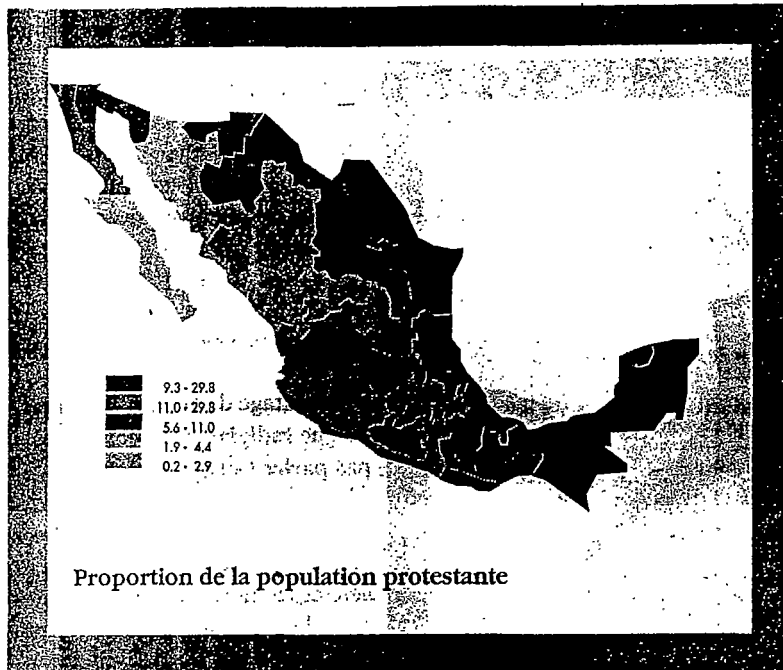 9.3 - 29.8
11.0 - 29.8
5.6 - 11.0
1.9 - 4.4
0.2 - 2.9
Proportion de la population protestante